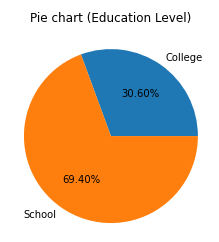 Pie chart (Education Level)
College
30.60%
69.40%
School